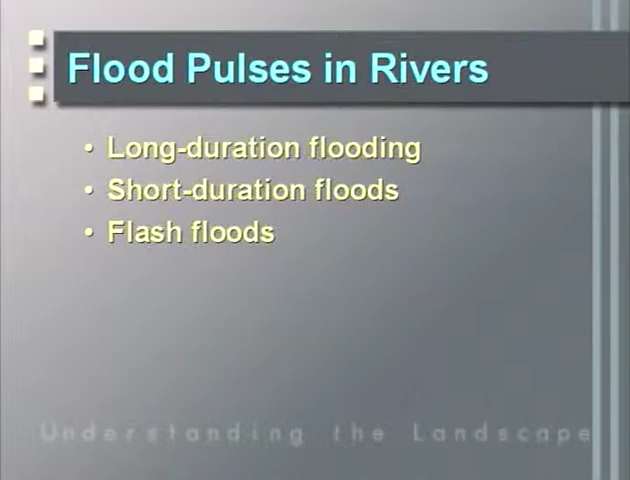 Flood Pulses in Rivers
• Long-duration flooding
• Short-duration floods
• Flash floods
Understanding the Landscape